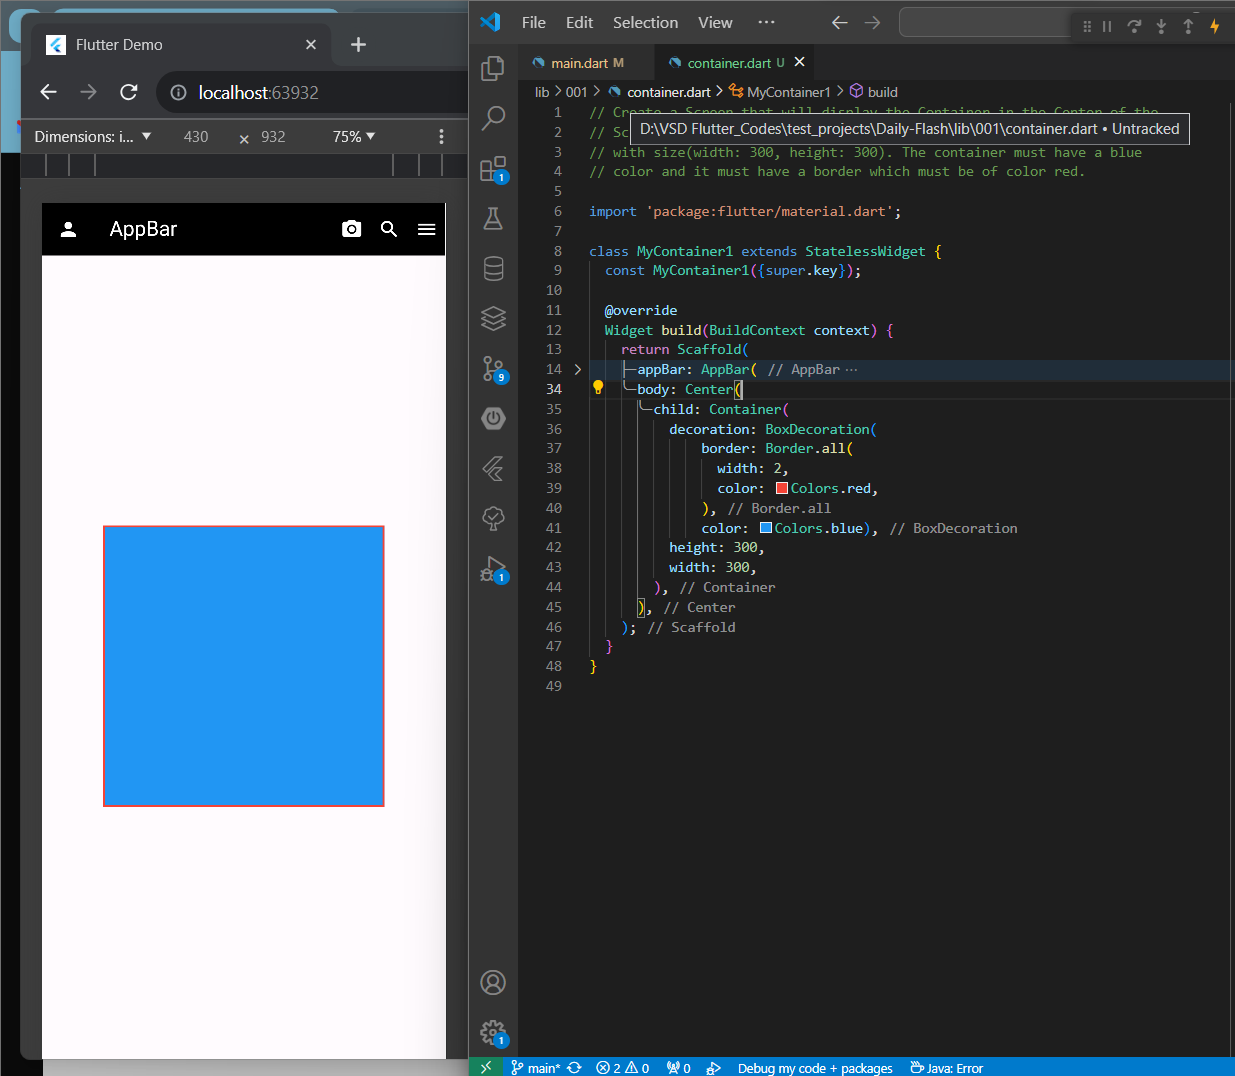 Flutter Demo
localhost:63932
Dimensions: i... 430 × 932 75%
AppBar
File Edit Selection View ···
main.dart M container.dart U
lib > 001 > container.dart > MyContainer1 > build
1 // Create a Screen that will display the Container in the Center of the
D:\VSD Flutter_Codes\test_projects\Daily-Flash\lib\001\container.dart • Untracked
2 // Sc
3 // with size(width: 300, height: 300). The container must have a blue
4 // color and it must have a border which must be of color red.
5
6 import 'package:flutter/material.dart';
7
8 class MyContainer1 extends StatelessWidget {
9 const MyContainer1({super.key});
10
11 @override
12 Widget build(BuildContext context) {
13 return Scaffold(
14 appBar: AppBar( // AppBar ···
34 body: Center(
35 child: Container(
36 decoration: BoxDecoration(
37 border: Border.all(
38 width: 2,
39 color: Colors.red,
40 ), // Border.all
41 color: Colors.blue), // BoxDecoration
42 height: 300,
43 width: 300,
44 ), // Container
45 ), // Center
46 ); // Scaffold
47 }
48 }
49
1
9
1
1
main* 2 0 0 Debug my code + packages Java: Error